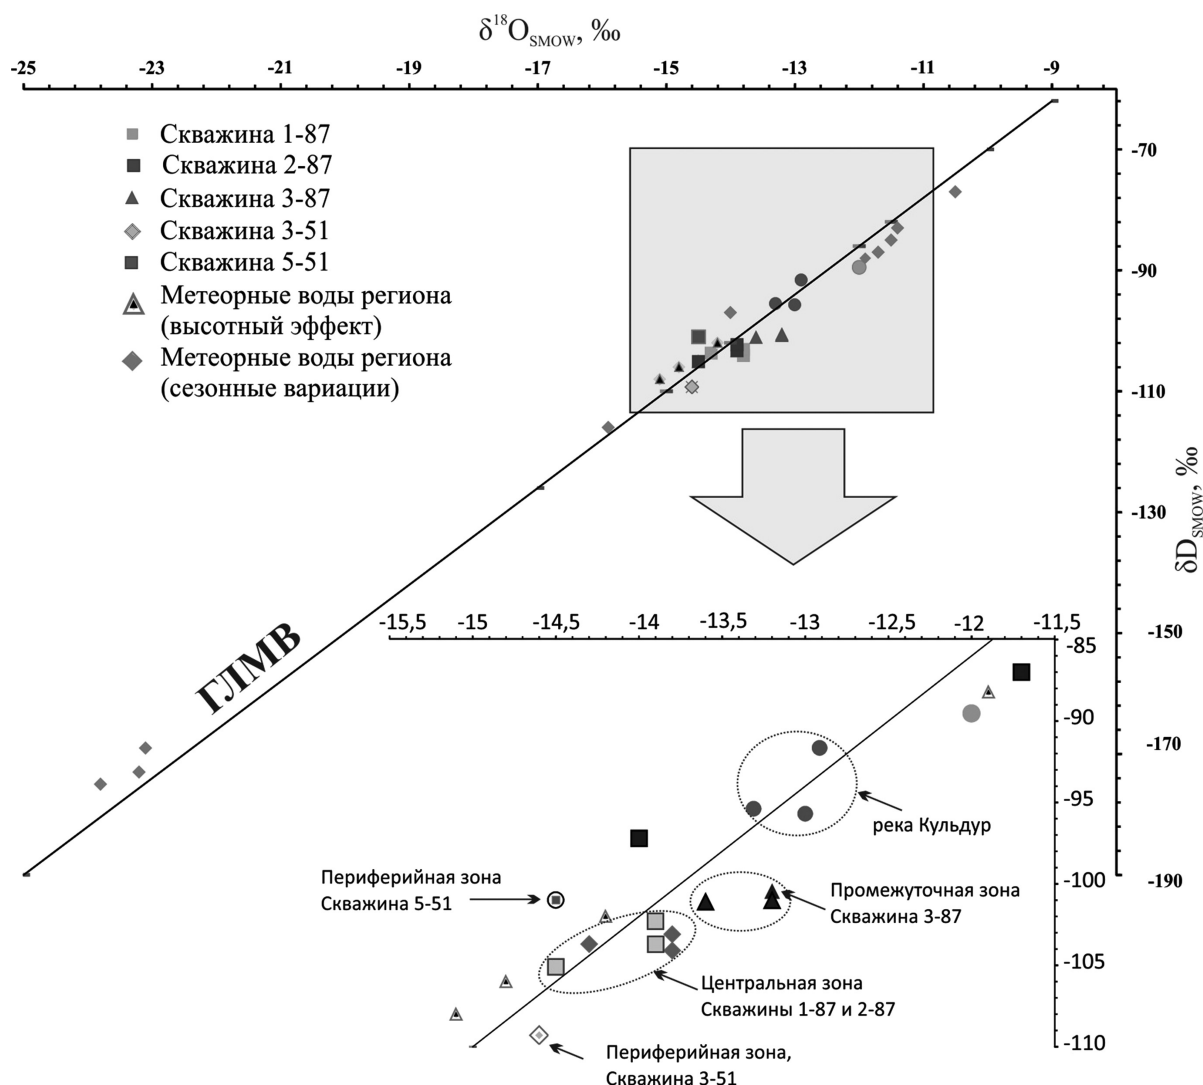 δ¹⁸O SMOW, ‰
-25 -23 -21 -19 -17 -15 -13 -11 -9
Скважина 1-87
Скважина 2-87
Скважина 3-87
Скважина 3-51
Скважина 5-51
Метеорные воды региона
(высотный эффект)
Метеорные воды региона
(сезонные вариации)
-70
-90
-110
-130
-150
-170
-190
δD SMOW, ‰
ГЛМВ
-15,5 -15 -14,5 -14 -13,5 -13 -12,5 -12 -11,5
-85
-90
-95
-100
-105
-110
река Кульдур
Периферийная зона
Скважина 5-51
Промежуточная зона
Скважина 3-87
Центральная зона
Скважины 1-87 и 2-87
Периферийная зона,
Скважина 3-51